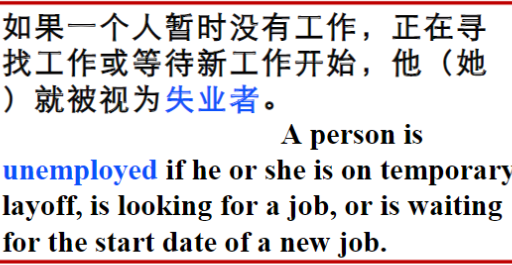 如果一个人暂时没有工作，正在寻
找工作或等待新工作开始，他（她
）就被视为失业者。
A person is
unemployed if he or she is on temporary
layoff, is looking for a job, or is waiting
for the start date of a new job.